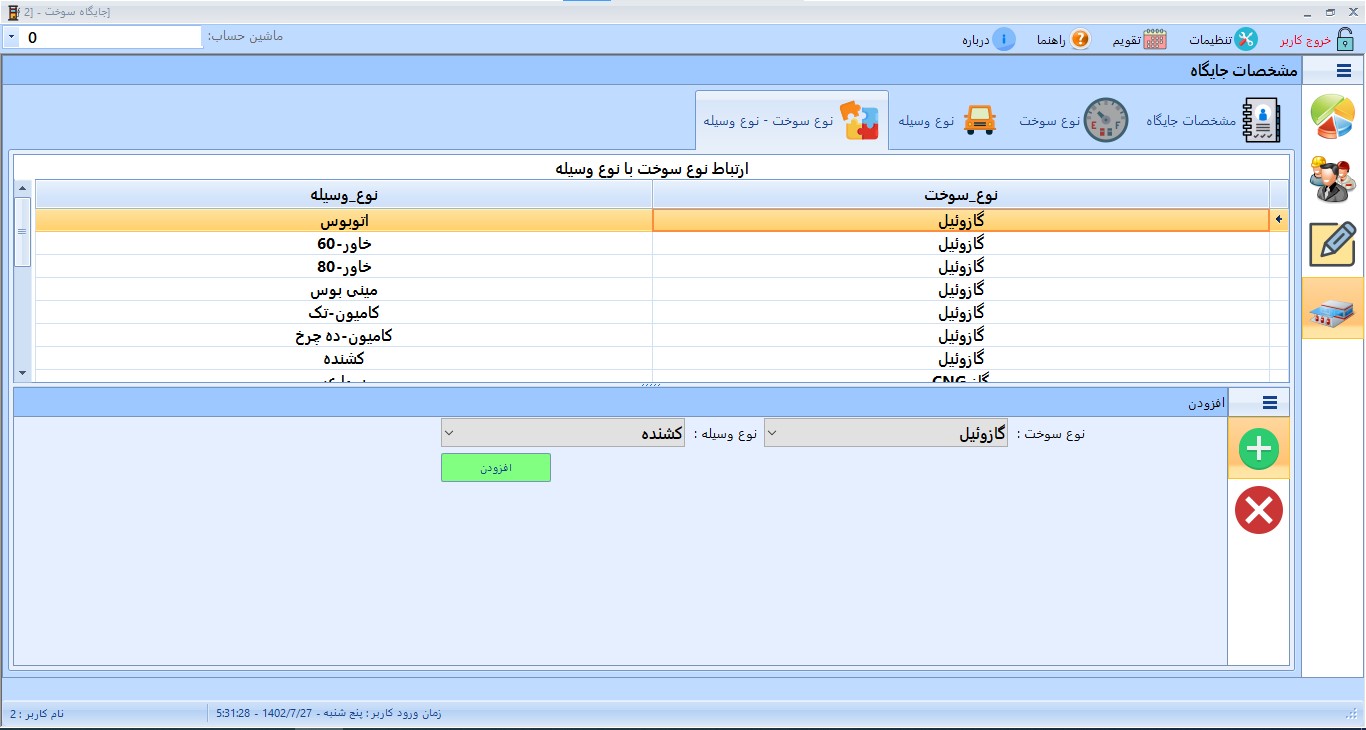 [جایگاه سوخت - [2
خروج کاربر
تنظیمات
تقویم
راهنما
درباره
ماشین حساب:
0
مشخصات جایگاه
مشخصات جایگاه
نوع سوخت
نوع وسیله
نوع سوخت - نوع وسیله
ارتباط نوع سوخت با نوع وسیله
نوع_سوخت نوع_وسیله
گازوئیل اتوبوس
گازوئیل خاور-60
گازوئیل خاور-80
گازوئیل مینی بوس
گازوئیل کامیون-تک
گازوئیل کامیون-ده چرخ
گازوئیل کشنده
گاز CNG
افزودن
نوع سوخت : گازوئیل نوع وسیله : کشنده
افزودن
زمان ورود کاربر : پنج شنبه - 1402/7/27 - 5:31:28
نام کاربر : 2